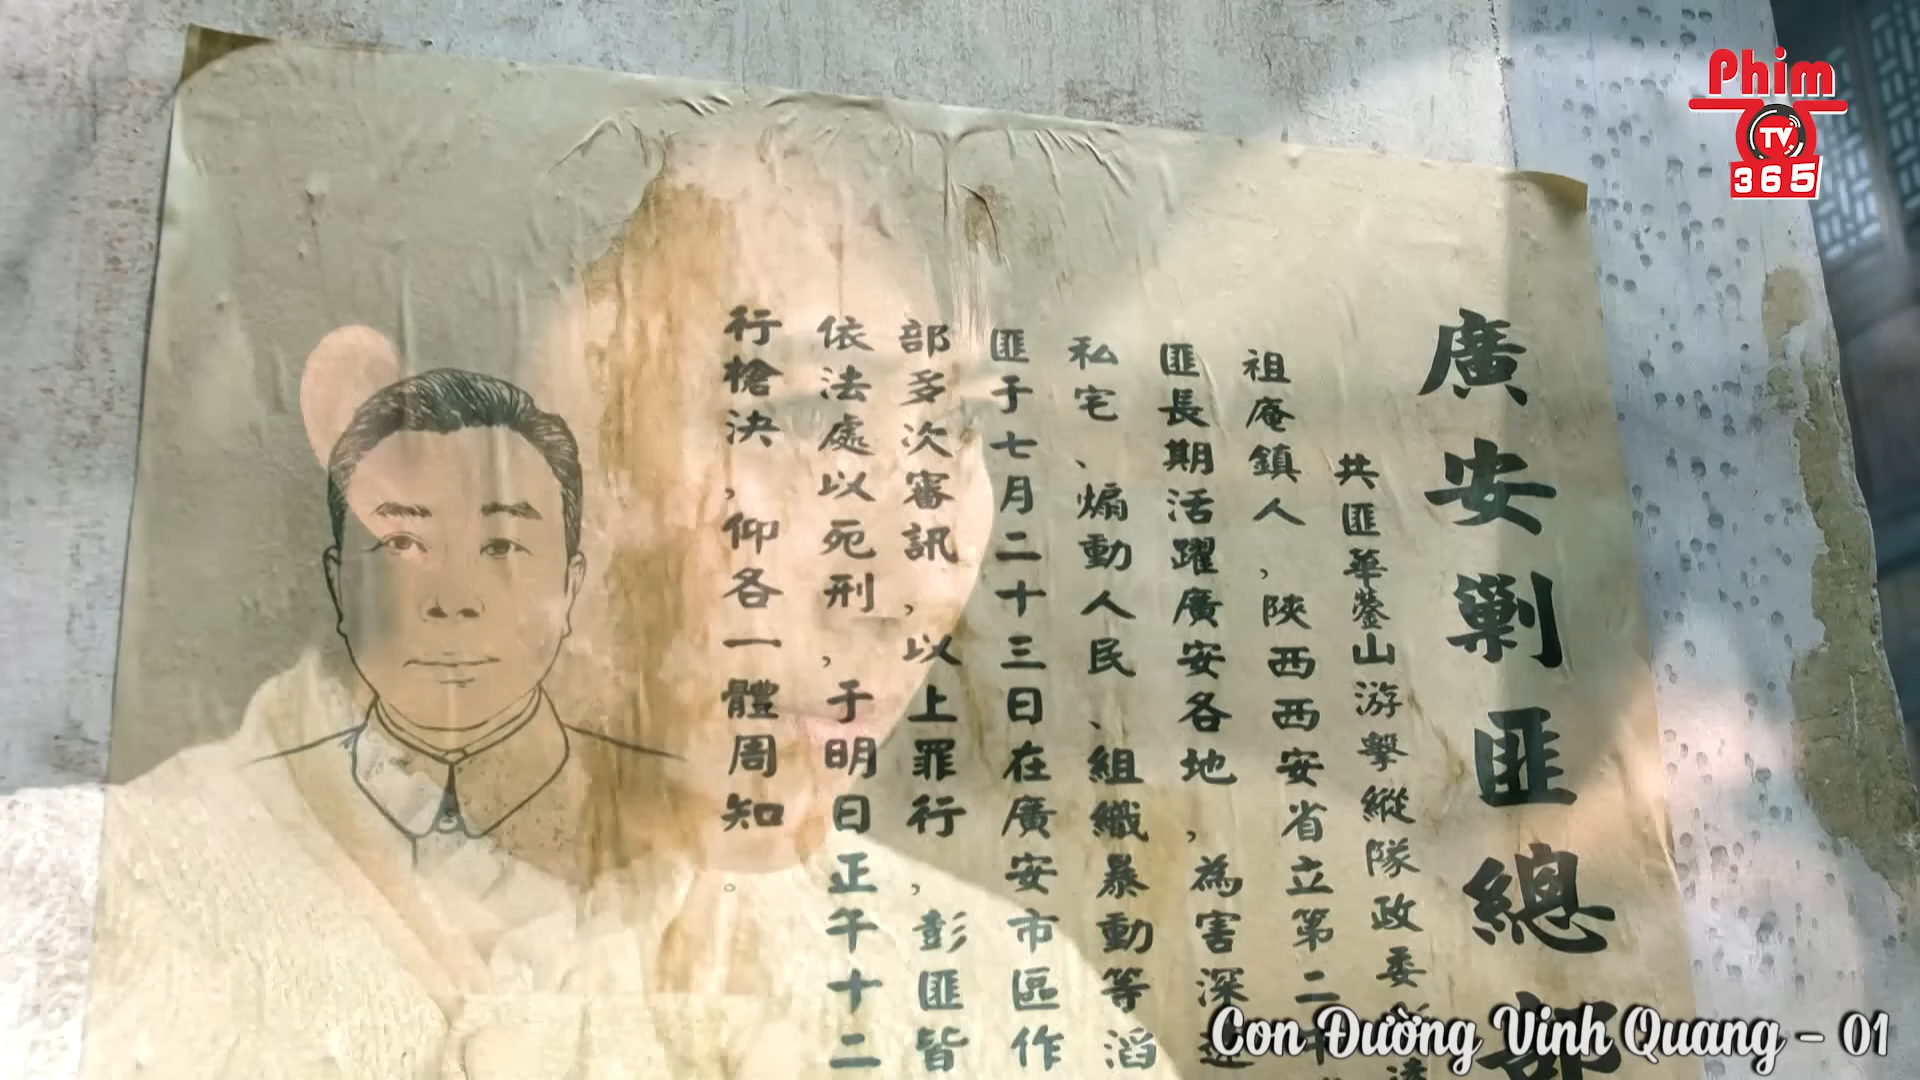 廣安剿匪總部
共匪華鎣山游擊縱隊政委
祖庵鎮人，陝西西安省立第二
匪長期活躍廣安各地，為害深
私宅、煽動人民、組織暴動等滔
匪于七月二十三日在廣安市區作
部多次審訊，以上罪行，彭匪皆
依法處以死刑，于明日正午十二
行槍決，仰各一體周知。
Phim
TV
365
Con Đường Vinh Quang - 01